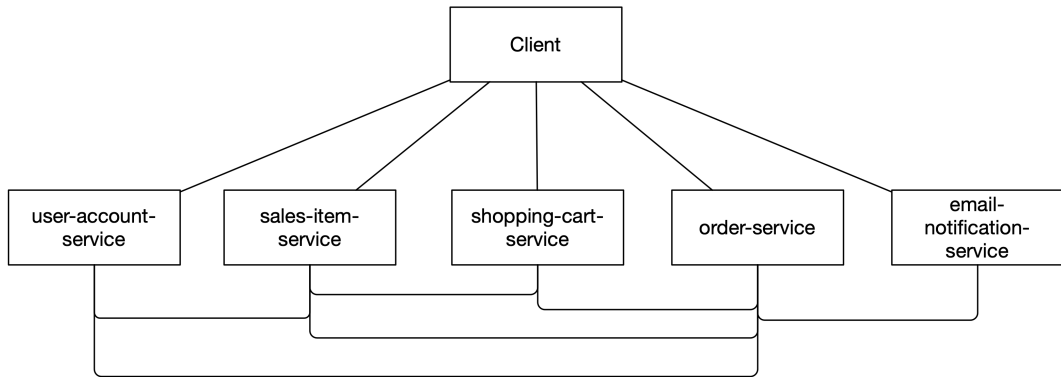 Client
user-account-
service
sales-item-
service
shopping-cart-
service
order-service
email-
notification-
service